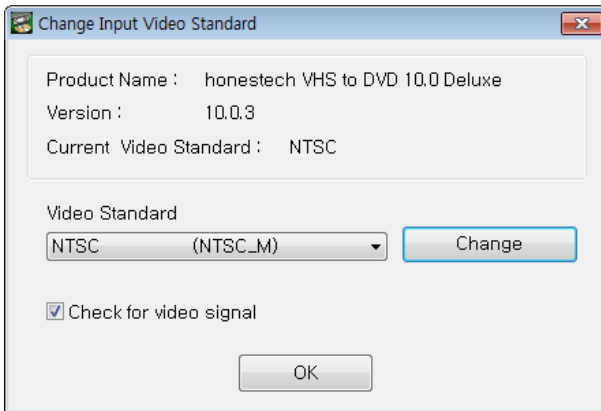 Change Input Video Standard
Product Name : honestech VHS to DVD 10.0 Deluxe
Version : 10.0.3
Current Video Standard : NTSC
Video Standard
NTSC (NTSC_M) Change
Check for video signal
OK